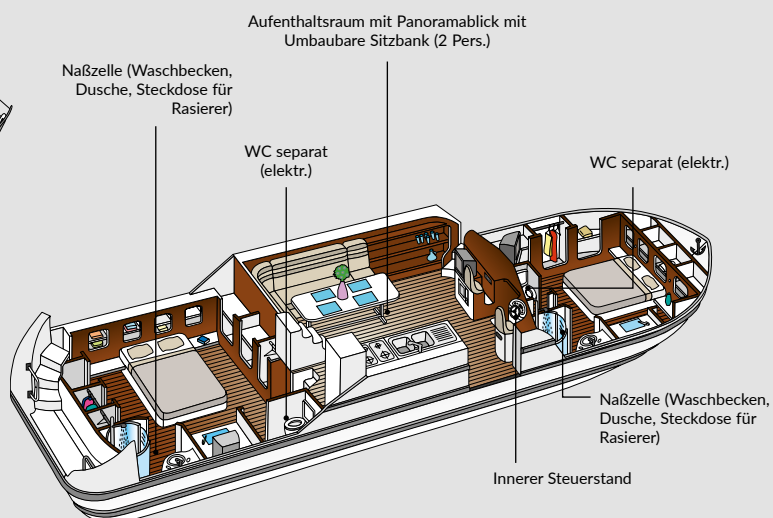 Aufenthaltsraum mit Panoramablick mit
Umbaubare Sitzbank (2 Pers.)
Naßzelle (Waschbecken,
Dusche, Steckdose für
Rasierer)
WC separat
(elektr.)
WC separat (elektr.)
Naßzelle (Waschbecken,
Dusche, Steckdose für
Rasierer)
Innerer Steuerstand